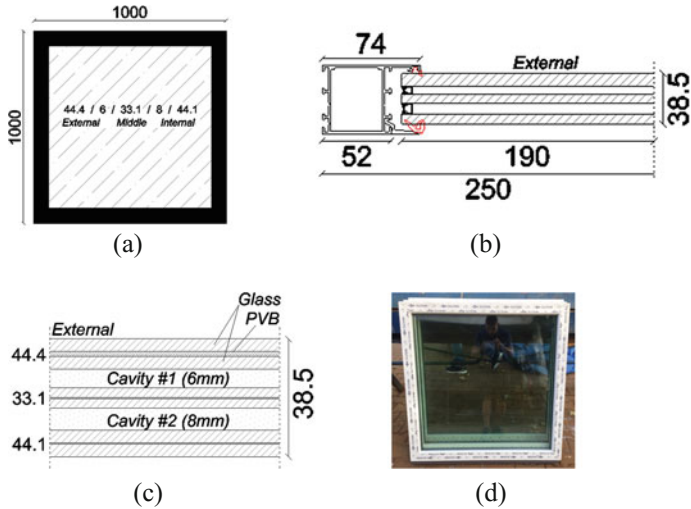 1000
1000
44.4 / 6 / 33.1 / 8 / 44.1
External Middle Internal
(a)
74
External
38.5
52
190
250
(b)
Glass
PVB
External
44.4
Cavity #1 (6mm)
33.1
Cavity #2 (8mm)
44.1
38.5
(c)
(d)